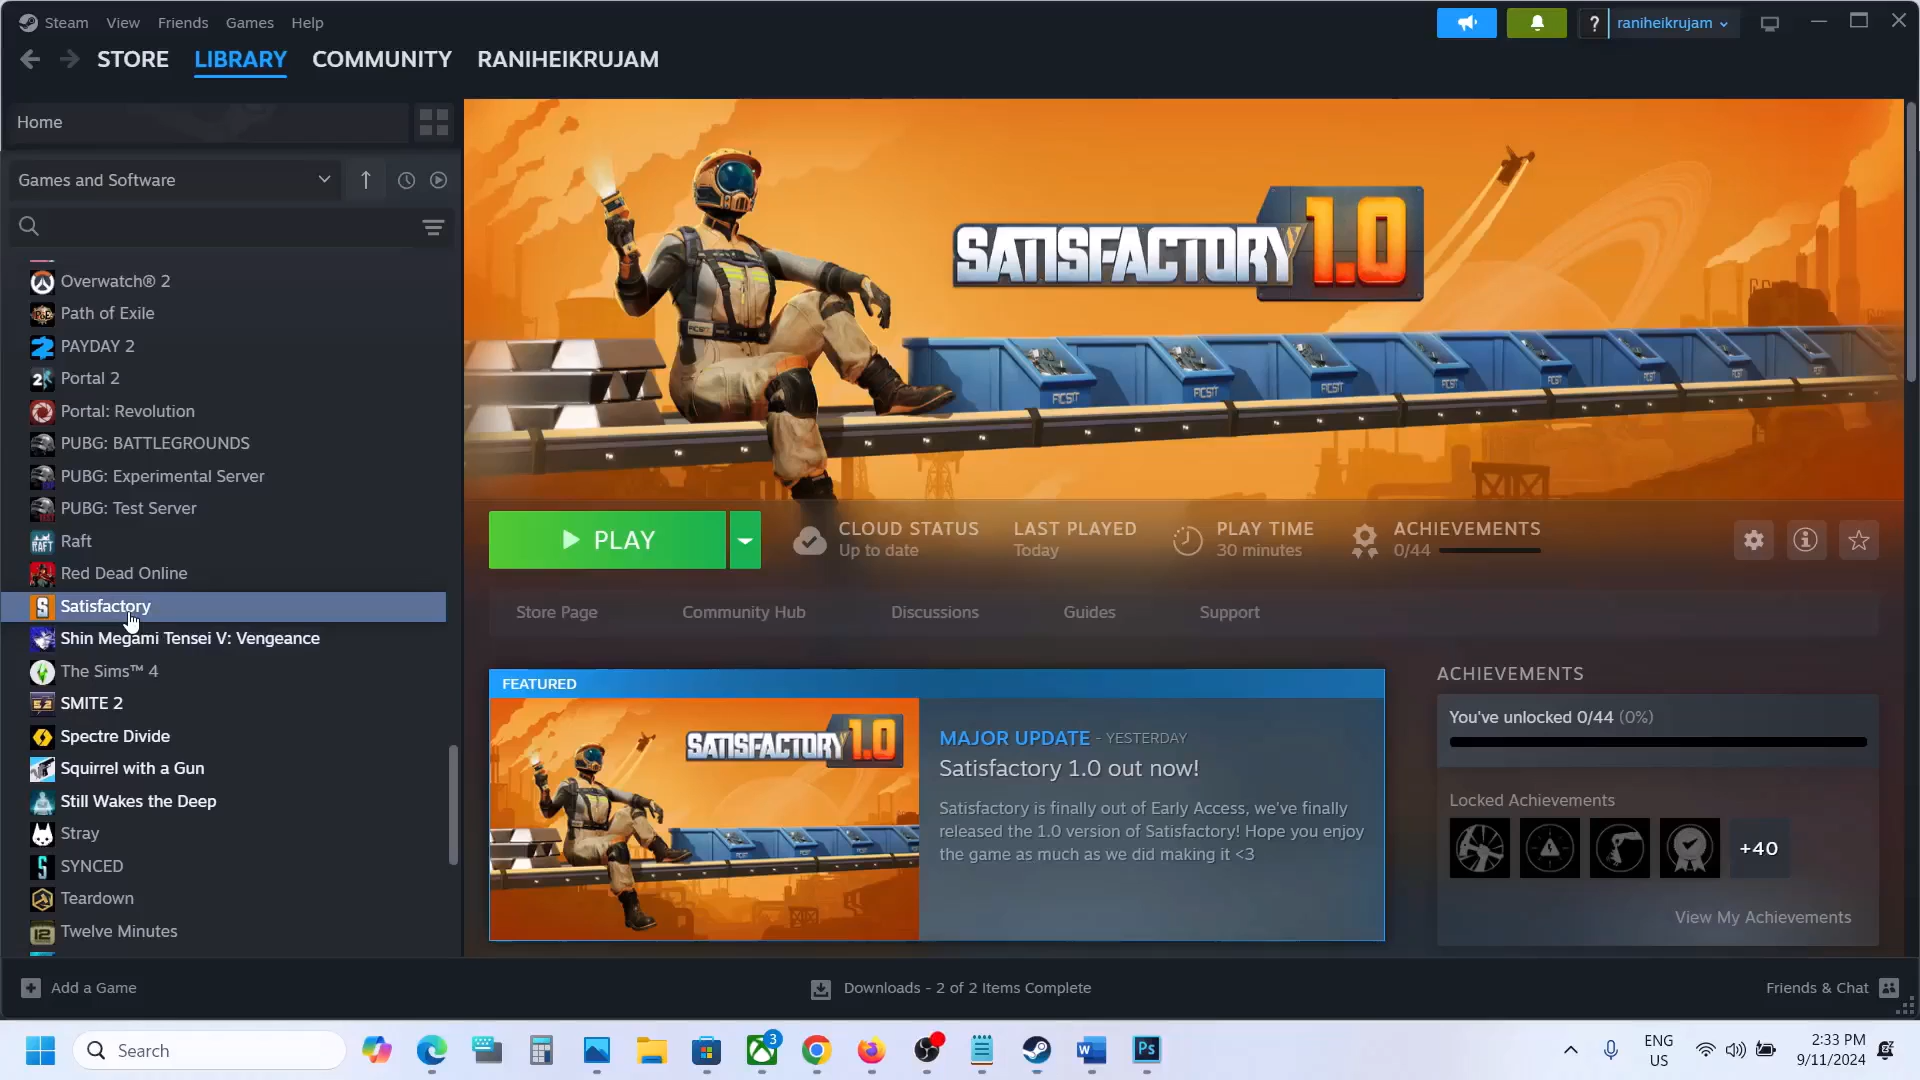 Steam View Friends Games Help
? raniheikrujam
STORE LIBRARY COMMUNITY RANIHEIKRUJAM
Home
Games and Software
Overwatch® 2
Path of Exile
PAYDAY 2
Portal 2
Portal: Revolution
PUBG: BATTLEGROUNDS
PUBG: Experimental Server
PUBG: Test Server
Raft
Red Dead Online
Satisfactory
Shin Megami Tensei V: Vengeance
The Sims™ 4
SMITE 2
Spectre Divide
Squirrel with a Gun
Still Wakes the Deep
Stray
SYNCED
Teardown
Twelve Minutes
SATISFACTORY 1.0
FICSIT FICSIT FICSIT FICSIT FICSIT FICSIT
PLAY
CLOUD STATUS
Up to date
LAST PLAYED
Today
PLAY TIME
30 minutes
ACHIEVEMENTS
0/44
Store Page Community Hub Discussions Guides Support
FEATURED
SATISFACTORY 1.0
MAJOR UPDATE - YESTERDAY
Satisfactory 1.0 out now!
Satisfactory is finally out of Early Access, we've finally
released the 1.0 version of Satisfactory! Hope you enjoy
the game as much as we did making it <3
ACHIEVEMENTS
You've unlocked 0/44 (0%)
Locked Achievements
+40
View My Achievements
Add a Game
Downloads - 2 of 2 Items Complete
Friends & Chat
Search
3
ENG
US
2:33 PM
9/11/2024